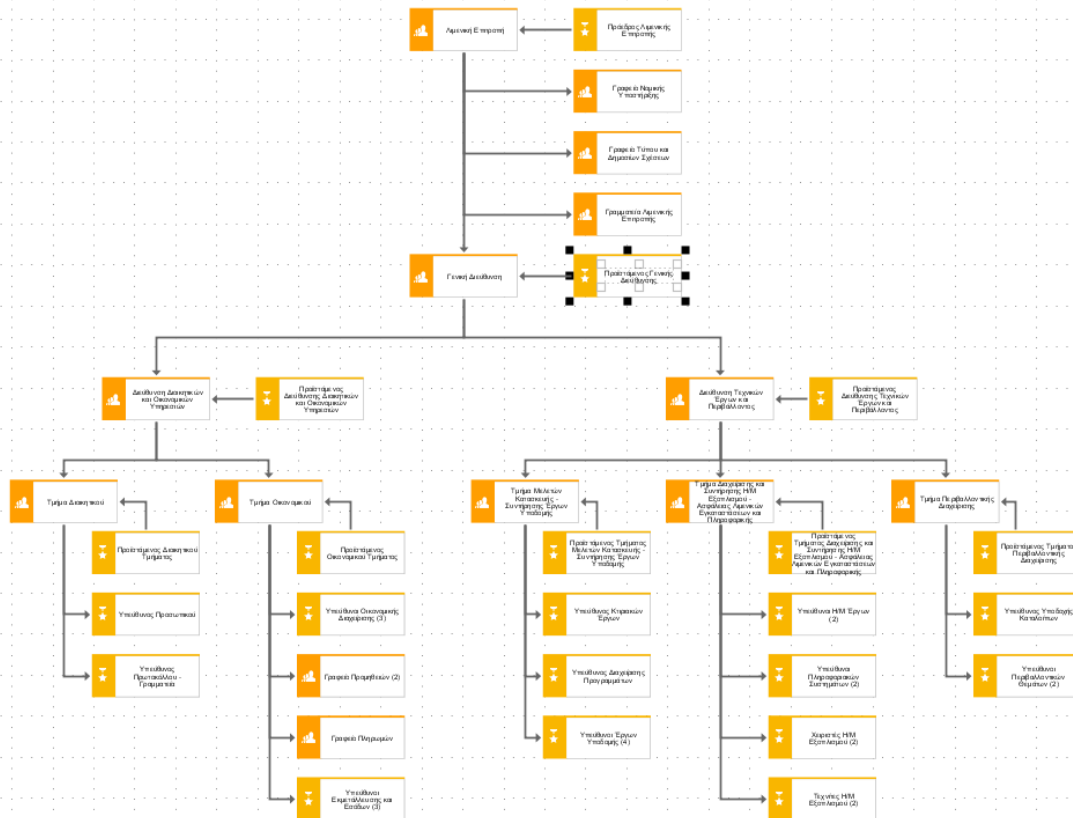 Λιμενική Επιτροπή
Πρόεδρος Λιμενικής
Επιτροπής
Γραφείο Νομικής
Υποστήριξης
Γραφείο Τύπου και
Δημοσίων Σχέσεων
Γραμματεία Λιμενικής
Επιτροπής
Γενική Διεύθυνση
Προϊστάμενος Γενικής
Διεύθυνσης
Διεύθυνση Διοικητικών
και Οικονομικών
Υπηρεσιών
Προϊστάμενος
Διεύθυνσης Διοικητικών
και Οικονομικών
Υπηρεσιών
Διεύθυνση Τεχνικών
Έργων και
Περιβάλλοντος
Προϊστάμενος
Διεύθυνσης Τεχνικών
Έργων και
Περιβάλλοντος
Τμήμα Διοικητικού
Τμήμα Οικονομικού
Τμήμα Μελετών
Κατασκευής -
Συντήρησης Έργων
Υποδομής
Τμήμα Διαχείρισης και
Συντήρησης Η/Μ
Εξοπλισμού -
Ασφάλειας Λιμενικών
Εγκαταστάσεων και
Πληροφορικής
Τμήμα Περιβαλλοντικής
Διαχείρισης
Προϊστάμενος Διοικητικού
Τμήματος
Προϊστάμενος
Οικονομικού Τμήματος
Προϊστάμενος Τμήματος
Μελετών Κατασκευής -
Συντήρησης Έργων
Υποδομής
Προϊστάμενος
Τμήματος Διαχείρισης και
Συντήρησης Η/Μ
Εξοπλισμού - Ασφάλειας
Λιμενικών Εγκαταστάσεων
και Πληροφορικής
Προϊστάμενος Τμήματος
Περιβαλλοντικής
Διαχείρισης
Υπεύθυνος Προσωπικού
Υπεύθυνοι Οικονομικής
Διαχείρισης (3)
Υπεύθυνος Κτιριακών
Έργων
Υπεύθυνοι Η/Μ Έργων
(2)
Υπεύθυνος Υποδοχής
Καταλοίπων
Υπεύθυνος
Πρωτοκόλλου -
Γραμματεία
Γραφείο Προμηθειών (2)
Υπεύθυνος Διαχείρισης
Προγραμμάτων
Υπεύθυνοι
Πληροφοριακών
Συστημάτων (2)
Υπεύθυνοι
Περιβαλλοντικών
Θεμάτων (2)
Γραφείο Πληρωμών
Υπεύθυνοι Έργων
Υποδομής (4)
Χειριστές Η/Μ
Εξοπλισμού (2)
Υπεύθυνοι
Εκμετάλλευσης και
Εσόδων (3)
Τεχνίτες Η/Μ
Εξοπλισμού (2)